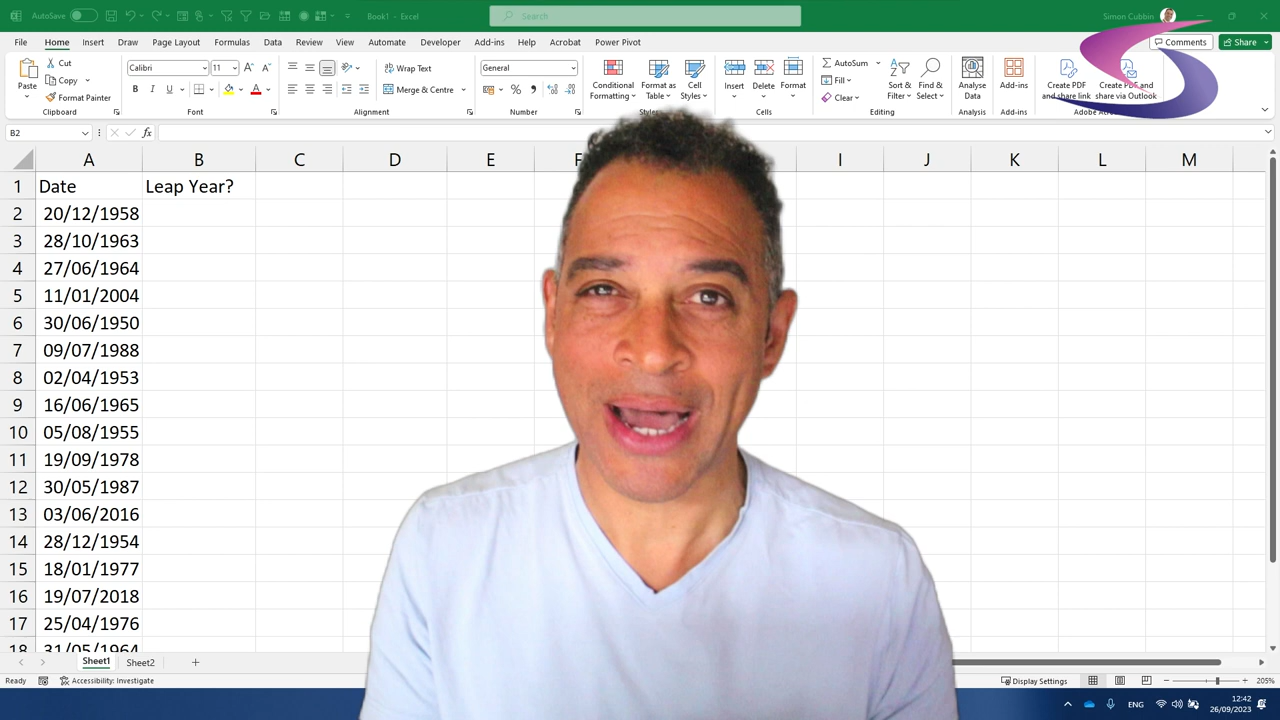 AutoSave Book1 - Excel Search Simon Cubbin
File Home Insert Draw Page Layout Formulas Data Review View Automate Developer Add-ins Help Acrobat Power Pivot Comments Share
Paste Cut Copy Format Painter Clipboard
Calibri 11 B I U A Font
Wrap Text Merge & Centre Alignment
General % Number
Conditional Formatting Format as Table Cell Styles
Insert Delete Format Cells
AutoSum Fill Clear Sort & Filter Find & Select Editing
Analyse Data Analysis
Add-ins Add-ins
Create PDF and share link Create PDF and share via Outlook
B2 fx
A B C D E F I J K L M
1 Date Leap Year?
2 20/12/1958
3 28/10/1963
4 27/06/1964
5 11/01/2004
6 30/06/1950
7 09/07/1988
8 02/04/1953
9 16/06/1965
10 05/08/1955
11 19/09/1978
12 30/05/1987
13 03/06/2016
14 28/12/1954
15 18/01/1977
16 19/07/2018
17 25/04/1976
18 31/05/1964
Sheet1 Sheet2 +
Ready Accessibility: Investigate Display Settings 205%
ENG 12:42
26/09/2023